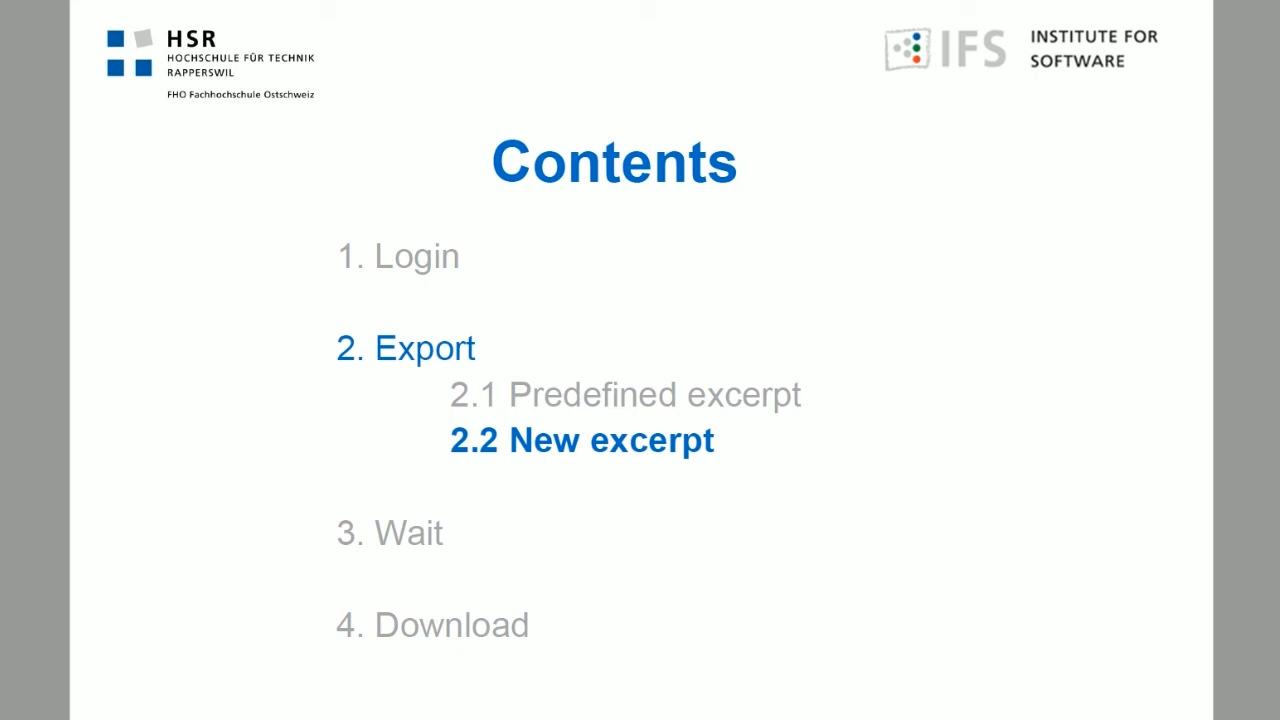 HSR
HOCHSCHULE FÜR TECHNIK
RAPPERSWIL
FHO Fachhochschule Ostschweiz
IFS
INSTITUTE FOR
SOFTWARE
Contents
1. Login
2. Export
2.1 Predefined excerpt
2.2 New excerpt
3. Wait
4. Download